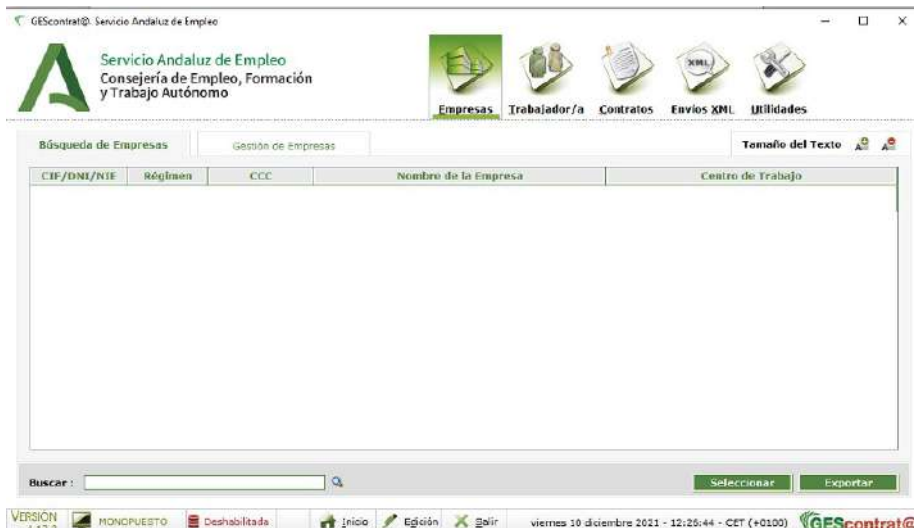 GEScontrat@. Servicio Andaluz de Empleo
Servicio Andaluz de Empleo
Consejería de Empleo, Formación
y Trabajo Autónomo
Empresas Trabajador/a Contratos Envíos XML Utilidades
XML
Búsqueda de Empresas Gestión de Empresas Tamaño del Texto
CIF/DNI/NIE Régimen CCC Nombre de la Empresa Centro de Trabajo
Buscar :
Seleccionar Exportar
VERSIÓN MONOPUESTO Deshabilitada Inicio Edición Salir viernes 10 diciembre 2021 - 12:26:44 - CET (+0100) GEScontrat@